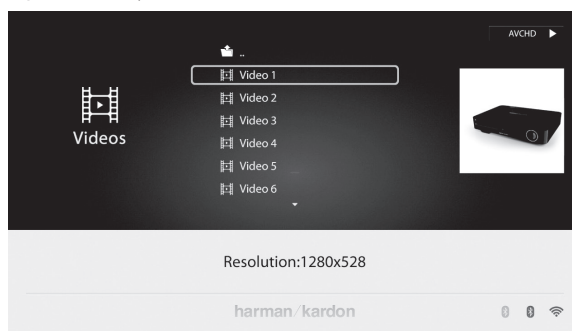 AVCHD
..
Video 1
Video 2
Video 3
Video 4
Video 5
Video 6
Videos
Resolution:1280x528
harman/kardon